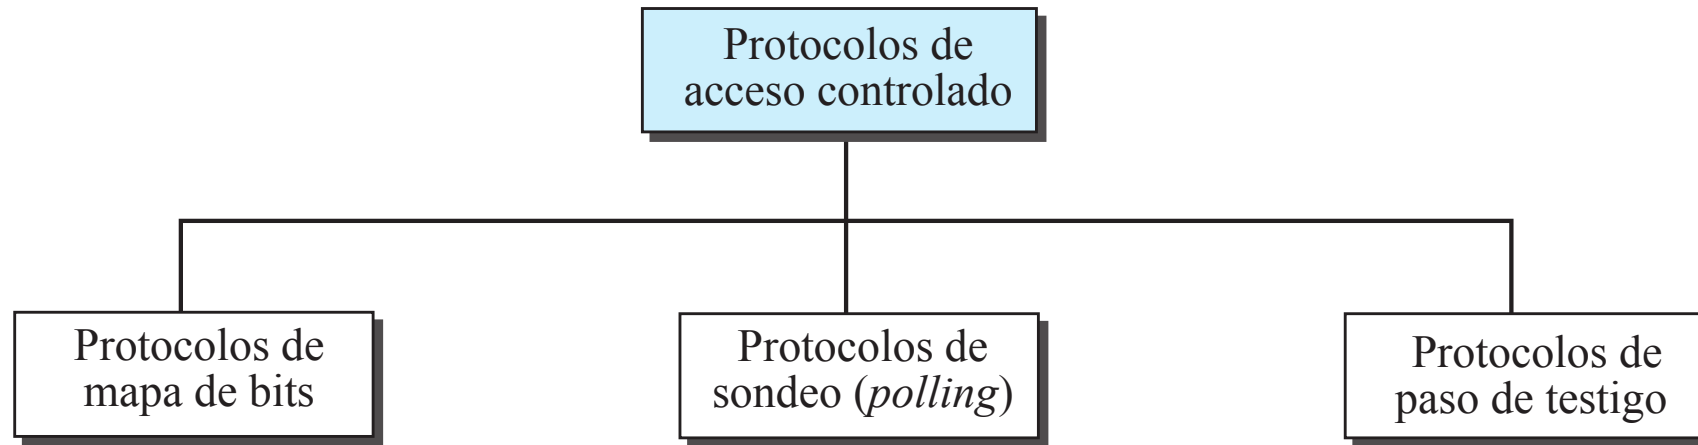 Protocolos de
acceso controlado
Protocolos de
mapa de bits
Protocolos de
sondeo (polling)
Protocolos de
paso de testigo